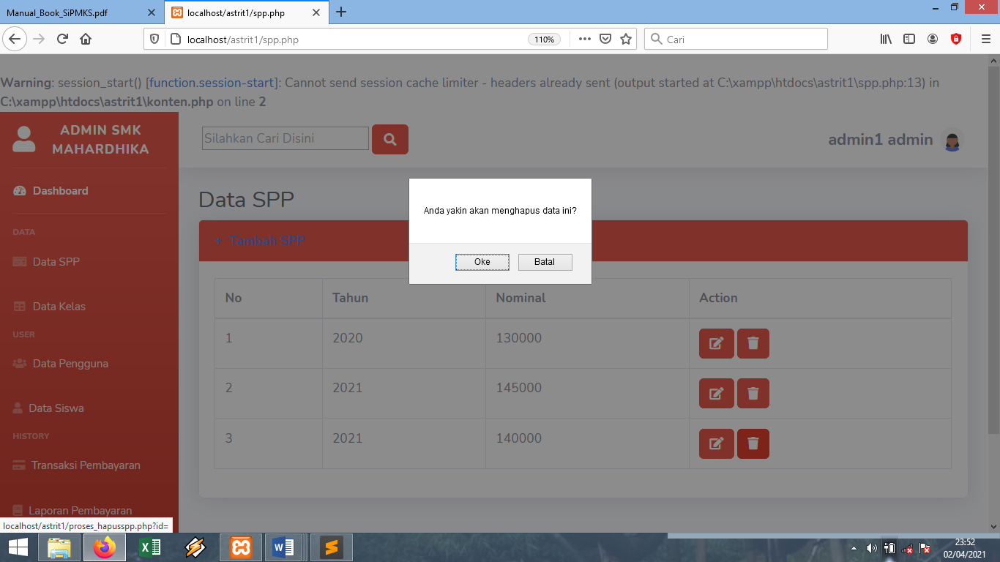 Manual_Book_SiPMKS.pdf
localhost/astrit1/spp.php
localhost/astrit1/spp.php
110%
Cari
Warning: session_start() [function.session-start]: Cannot send session cache limiter - headers already sent (output started at C:\xampp\htdocs\astrit1\spp.php:13) in
C:\xampp\htdocs\astrit1\konten.php on line 2
ADMIN SMK
MAHARDHIKA
Silahkan Cari Disini
admin1 admin
Dashboard
DATA
Data SPP
Data Kelas
USER
Data Pengguna
Data Siswa
HISTORY
Transaksi Pembayaran
Laporan Pembayaran
Data SPP
+ Tambah SPP
Anda yakin akan menghapus data ini?
Oke Batal
No Tahun Nominal Action
1 2020 130000
2 2021 145000
3 2021 140000
localhost/astrit1/proses_hapusspp.php?id=
23:52
02/04/2021